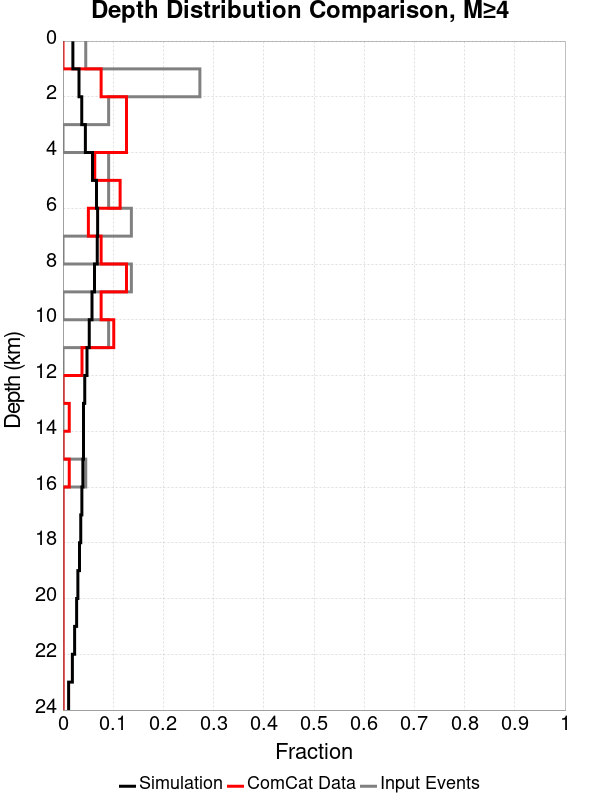 Depth Distribution Comparison, M≥4
0
2
4
6
8
10
12
14
16
18
20
22
24
Depth (km)
0 0.1 0.2 0.3 0.4 0.5 0.6 0.7 0.8 0.9 1
Fraction
Simulation ComCat Data Input Events